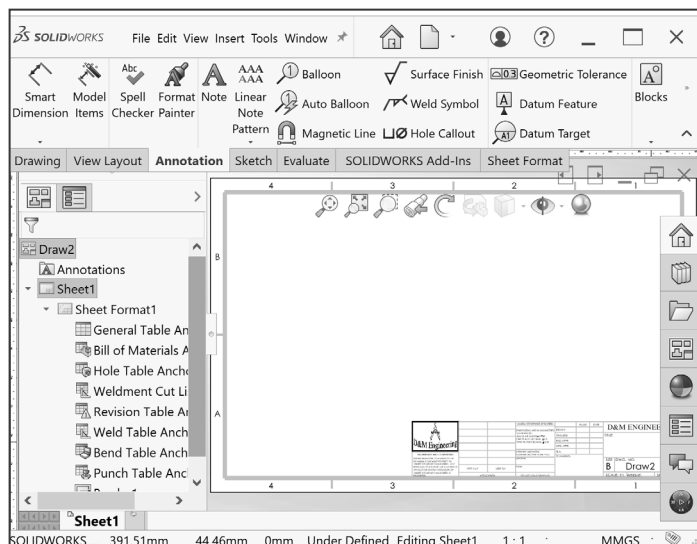 SOLIDWORKS File Edit View Insert Tools Window
Smart Dimension
Model Items
Abc
Spell Checker
Format Painter
Note
AAA
AAA
Linear Note Pattern
Balloon
Auto Balloon
Magnetic Line
Surface Finish
Weld Symbol
Hole Callout
Geometric Tolerance
Datum Feature
Datum Target
Blocks
Drawing View Layout Annotation Sketch Evaluate SOLIDWORKS Add-Ins Sheet Format
Draw2
Annotations
Sheet1
Sheet Format1
General Table An
Bill of Materials A
Hole Table Ancho
Weldment Cut Li
Revision Table An
Weld Table Anch
Bend Table Anch
Punch Table Anc
4 3 2
B
A
D&M Engineering
D&M ENGINEE
B Draw2
4 3 2
Sheet1
SOLIDWORKS 391.51mm 44.46mm 0mm Under Defined Editing Sheet1 1 : 1 MMGS